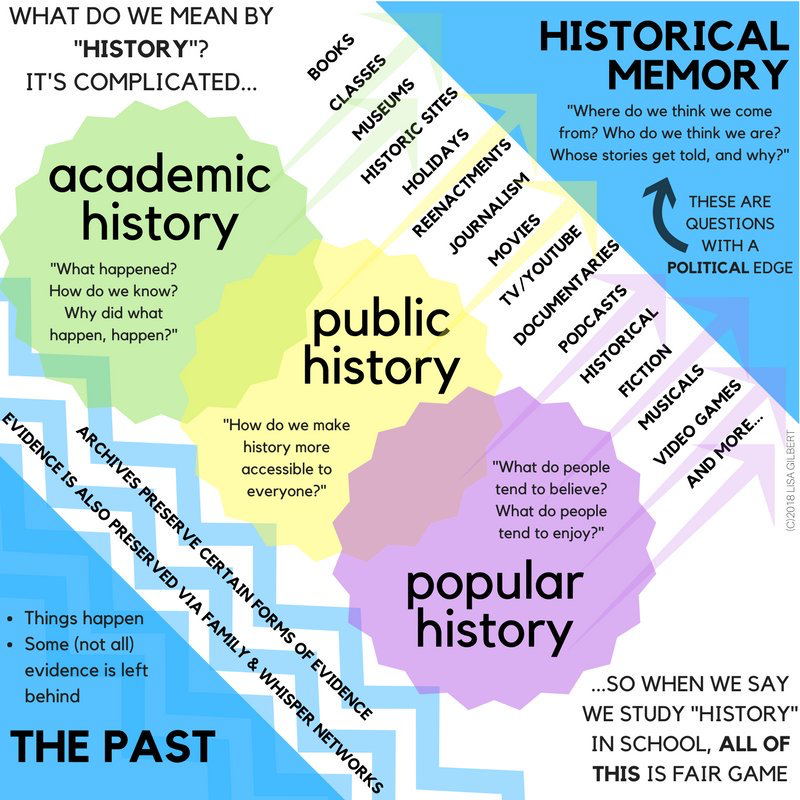 WHAT DO WE MEAN BY
"HISTORY"?
IT'S COMPLICATED...
HISTORICAL
MEMORY
"Where do we think we come
from? Who do we think we are?
Whose stories get told, and why?"
THESE ARE
QUESTIONS
WITH A
POLITICAL EDGE
BOOKS
CLASSES
MUSEUMS
HISTORIC SITES
HOLIDAYS
REENACTMENTS
JOURNALISM
MOVIES
TV/YOUTUBE
DOCUMENTARIES
PODCASTS
HISTORICAL
FICTION
MUSICALS
VIDEO GAMES
AND MORE...
academic
history
"What happened?
How do we know?
Why did what
happen, happen?"
public
history
"How do we make
history more
accessible to
everyone?"
"What do people
tend to believe?
What do people
tend to enjoy?"
popular
history
ARCHIVES PRESERVE CERTAIN FORMS OF EVIDENCE
EVIDENCE IS ALSO PRESERVED VIA FAMILY & WHISPER NETWORKS
• Things happen
• Some (not all)
evidence is left
behind
THE PAST
...SO WHEN WE SAY
WE STUDY "HISTORY"
IN SCHOOL, ALL OF
THIS IS FAIR GAME
(C)2018 LISA GILBERT